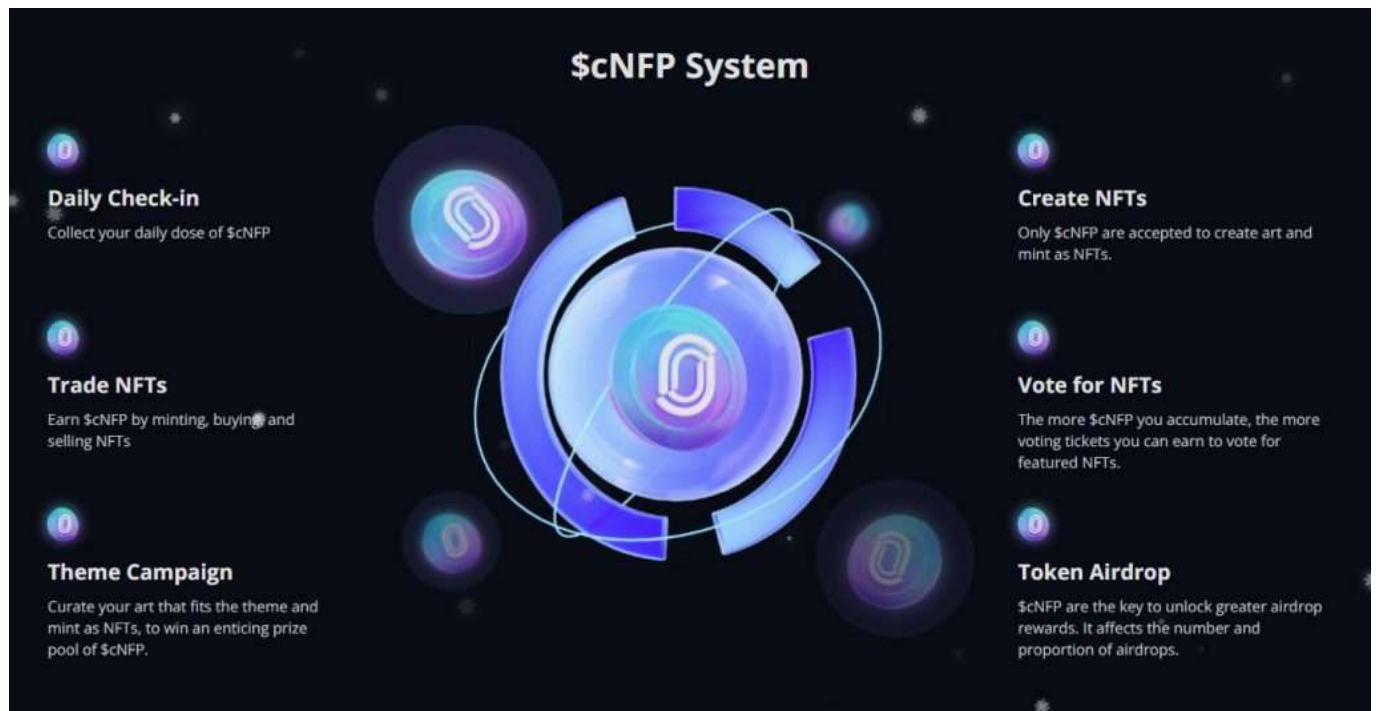 $cNFP System
Daily Check-in
Collect your daily dose of $cNFP
Trade NFTs
Earn $cNFP by minting, buying and
selling NFTs
Theme Campaign
Curate your art that fits the theme and
mint as NFTs, to win an enticing prize
pool of $cNFP.
Create NFTs
Only $cNFP are accepted to create art and
mint as NFTs.
Vote for NFTs
The more $cNFP you accumulate, the more
voting tickets you can earn to vote for
featured NFTs.
Token Airdrop
$cNFP are the key to unlock greater airdrop
rewards. It affects the number and
proportion of airdrops.